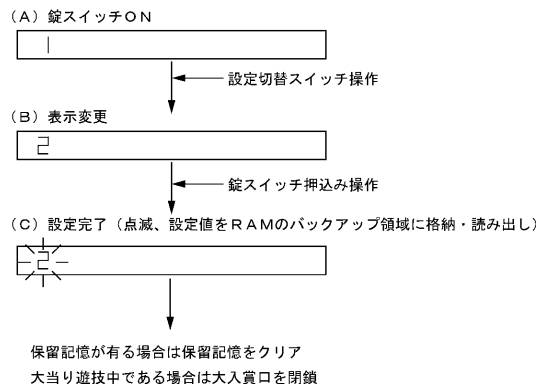 （A）錠スイッチON
1
設定切替スイッチ操作
（B）表示変更
2
錠スイッチ押込み操作
（C）設定完了（点滅、設定値をRAMのバックアップ領域に格納・読み出し）
2
保留記憶が有る場合は保留記憶をクリア
大当り遊技中である場合は大入賞口を閉鎖